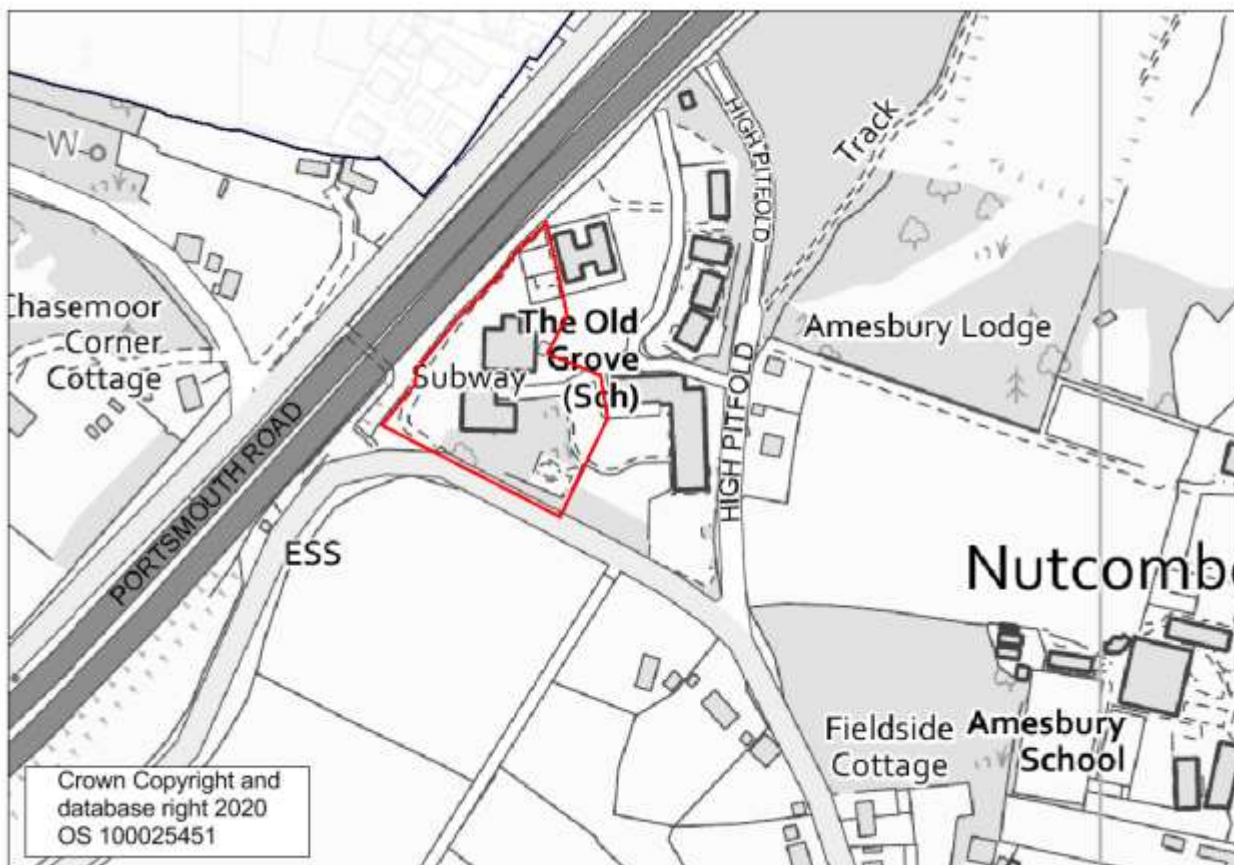 HIGH PITFOLD
Track
W
Chasemoor
Corner
Cottage
The Old
Grove
(Sch)
Subway
Amesbury Lodge
HIGH PITFOLD
PORTSMOUTH ROAD
ESS
Nutcombe
Fieldside
Cottage
Amesbury
School
Crown Copyright and
database right 2020
OS 100025451